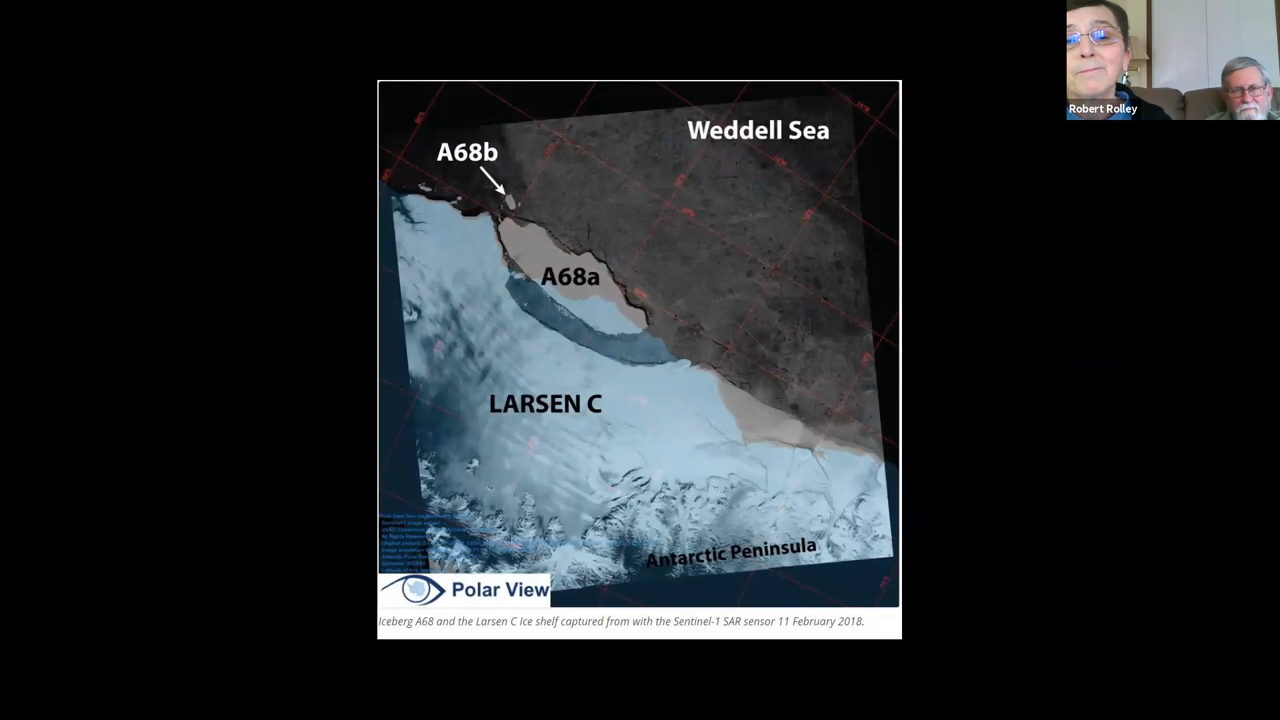 Robert Rolley
Weddell Sea
A68b
A68a
LARSEN C
Antarctic Peninsula
Polar View
Iceberg A68 and the Larsen C Ice shelf captured from with the Sentinel-1 SAR sensor 11 February 2018.